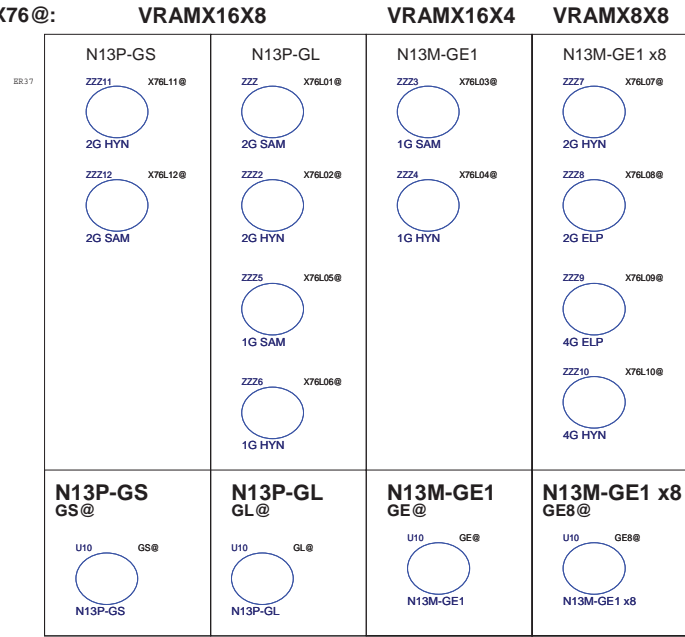 X76@: VRAMX16X8 VRAMX16X4 VRAMX8X8
N13P-GS N13P-GL N13M-GE1 N13M-GE1 x8
ER37
ZZZ11 X76L11@ ZZZ X76L01@ ZZZ3 X76L03@ ZZZ7 X76L07@
2G HYN 2G SAM 1G SAM 2G HYN
ZZZ12 X76L12@ ZZZ2 X76L02@ ZZZ4 X76L04@ ZZZ8 X76L08@
2G SAM 2G HYN 1G HYN 2G ELP
ZZZ5 X76L05@ ZZZ9 X76L09@
1G SAM 4G ELP
ZZZ6 X76L06@ ZZZ10 X76L10@
1G HYN 4G HYN
N13P-GS N13P-GL N13M-GE1 N13M-GE1 x8
GS@ GL@ GE@ GE8@
U10 GS@ U10 GL@ U10 GE@ U10 GE8@
N13P-GS N13P-GL N13M-GE1 N13M-GE1 x8